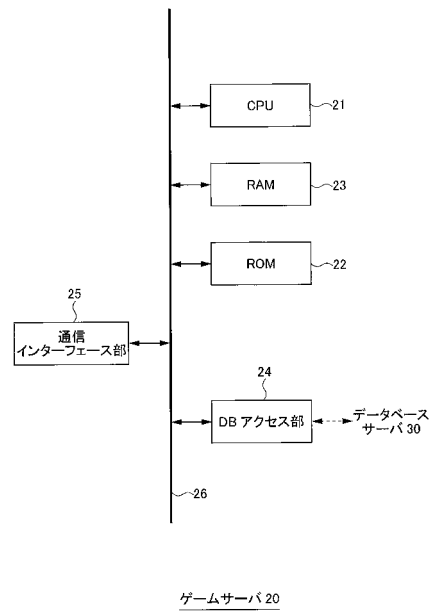 CPU
21
RAM
23
ROM
22
25
通信
インターフェース部
24
DB アクセス部
データベース
サーバ 30
26
ゲームサーバ 20